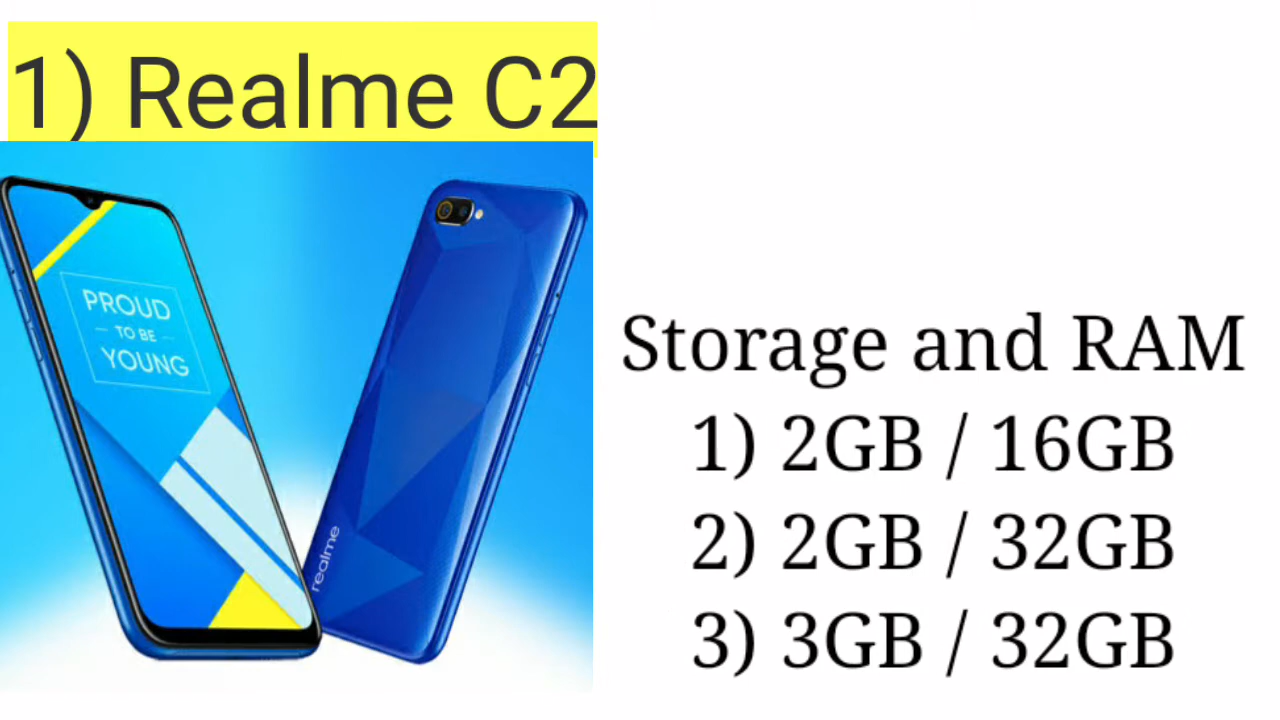 1) Realme C2
PROUD
TO BE
YOUNG
realme
Storage and RAM
1) 2GB / 16GB
2) 2GB / 32GB
3) 3GB / 32GB